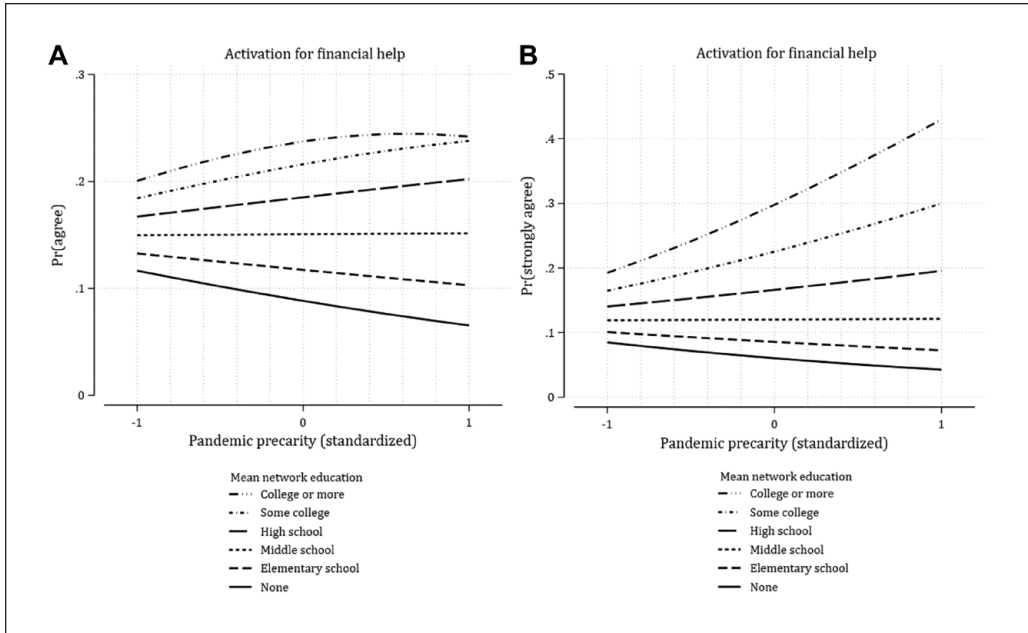 A
Activation for financial help
.3
.2
.1
0
Pr(agree)
-1 0 1
Pandemic precarity (standardized)
Mean network education
College or more
Some college
High school
Middle school
Elementary school
None
B
Activation for financial help
.5
.4
.3
.2
.1
0
Pr(strongly agree)
-1 0 1
Pandemic precarity (standardized)
Mean network education
College or more
Some college
High school
Middle school
Elementary school
None